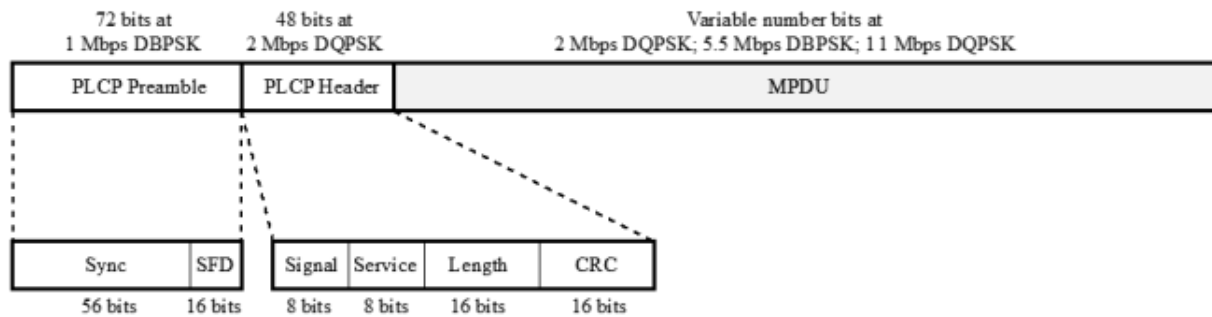 72 bits at
1 Mbps DBPSK
48 bits at
2 Mbps DQPSK
Variable number bits at
2 Mbps DQPSK; 5.5 Mbps DBPSK; 11 Mbps DQPSK
PLCP Preamble
PLCP Header
MPDU
Sync
SFD
Signal
Service
Length
CRC
56 bits
16 bits
8 bits
8 bits
16 bits
16 bits